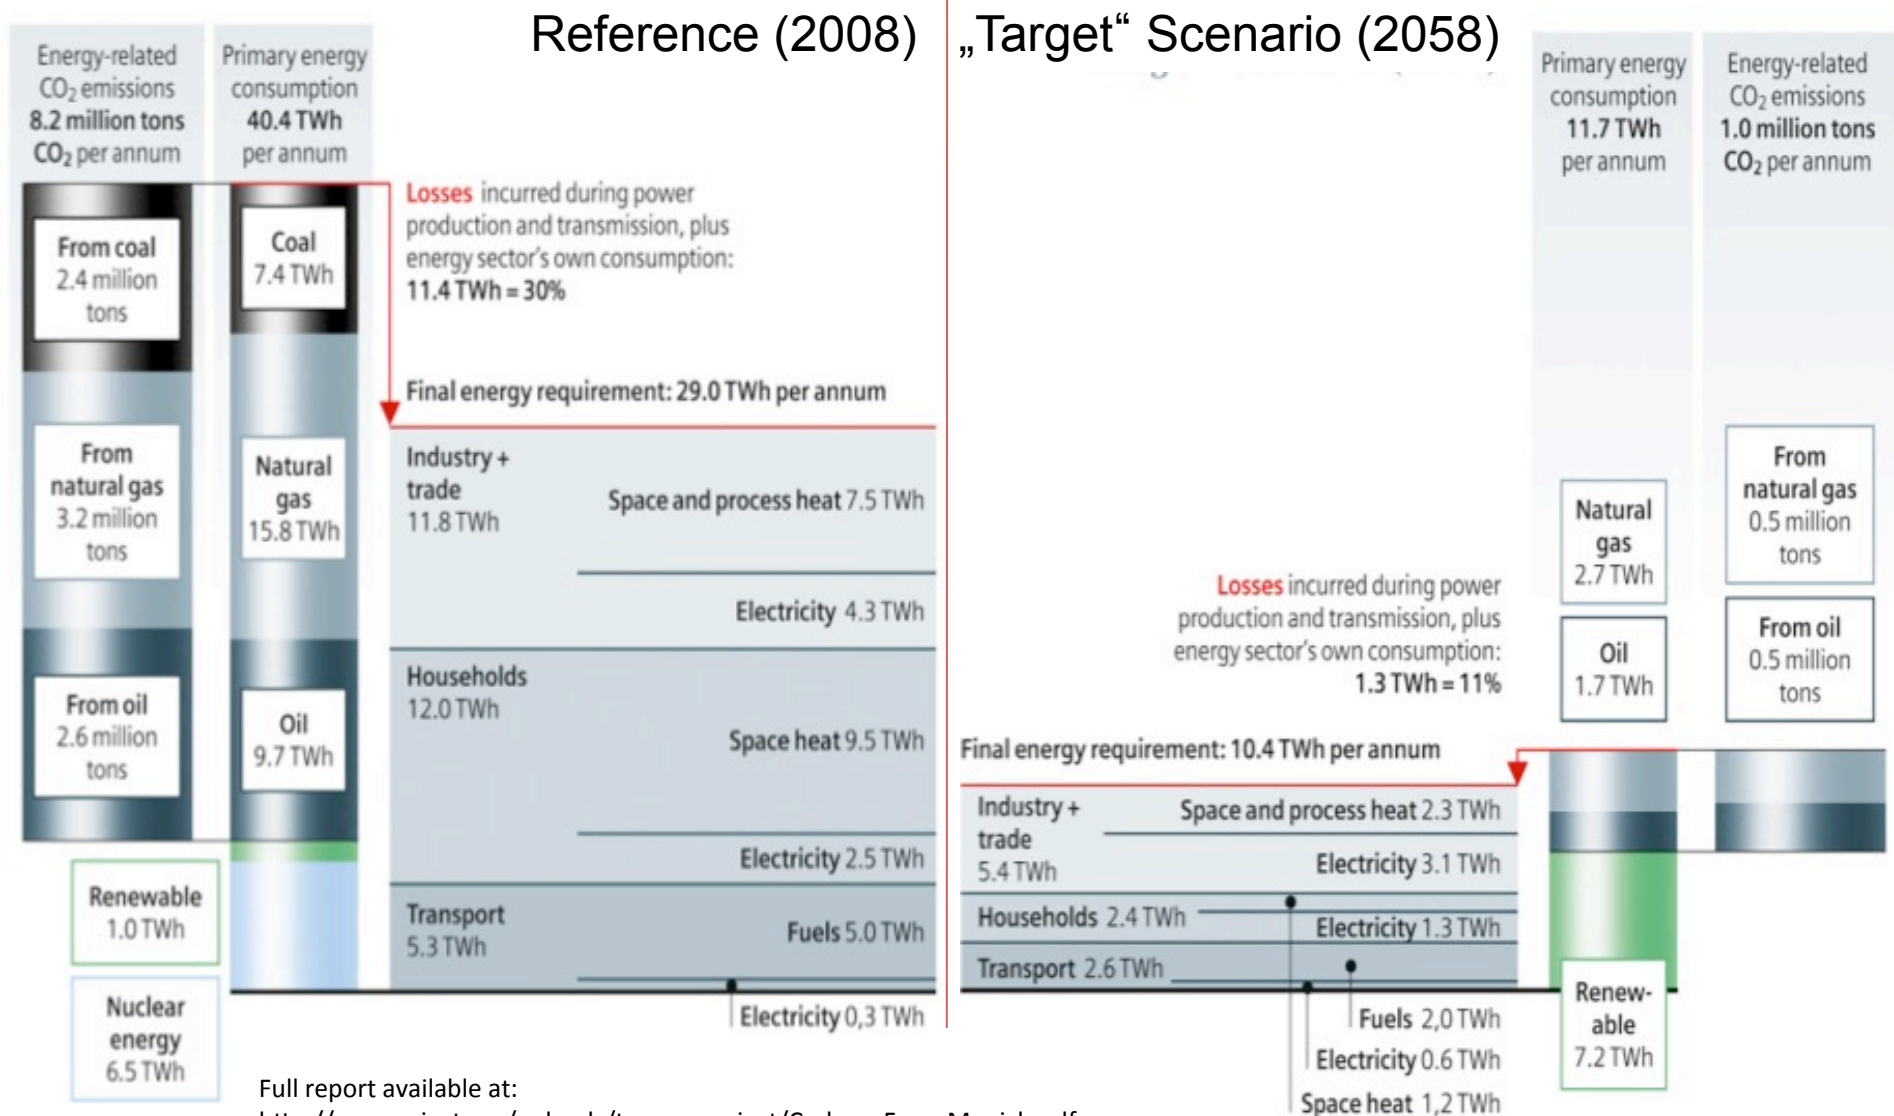 Reference (2008)
„Target“ Scenario (2058)
Energy-related
CO₂ emissions
8.2 million tons
CO₂ per annum
Primary energy
consumption
40.4 TWh
per annum
From coal
2.4 million
tons
From
natural gas
3.2 million
tons
From oil
2.6 million
tons
Coal
7.4 TWh
Natural
gas
15.8 TWh
Oil
9.7 TWh
Renewable
1.0 TWh
Nuclear
energy
6.5 TWh
Losses incurred during power
production and transmission, plus
energy sector's own consumption:
11.4 TWh = 30%
Final energy requirement: 29.0 TWh per annum
Industry +
trade
11.8 TWh
Space and process heat 7.5 TWh
Electricity 4.3 TWh
Households
12.0 TWh
Space heat 9.5 TWh
Electricity 2.5 TWh
Transport
5.3 TWh
Fuels 5.0 TWh
Electricity 0,3 TWh
Full report available at:
Primary energy
consumption
11.7 TWh
per annum
Energy-related
CO₂ emissions
1.0 million tons
CO₂ per annum
Natural
gas
2.7 TWh
Oil
1.7 TWh
From
natural gas
0.5 million
tons
From oil
0.5 million
tons
Losses incurred during power
production and transmission, plus
energy sector's own consumption:
1.3 TWh = 11%
Final energy requirement: 10.4 TWh per annum
Industry +
trade
5.4 TWh
Space and process heat 2.3 TWh
Electricity 3.1 TWh
Households 2.4 TWh
Electricity 1.3 TWh
Transport 2.6 TWh
Fuels 2,0 TWh
Electricity 0.6 TWh
Space heat 1,2 TWh
Renew-
able
7.2 TWh